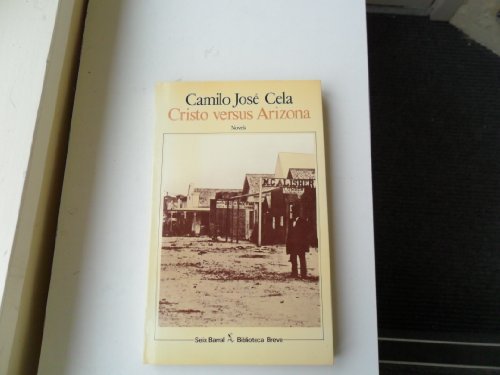 Camilo José Cela
Cristo versus Arizona
Novela
Seix Barral Biblioteca Breve